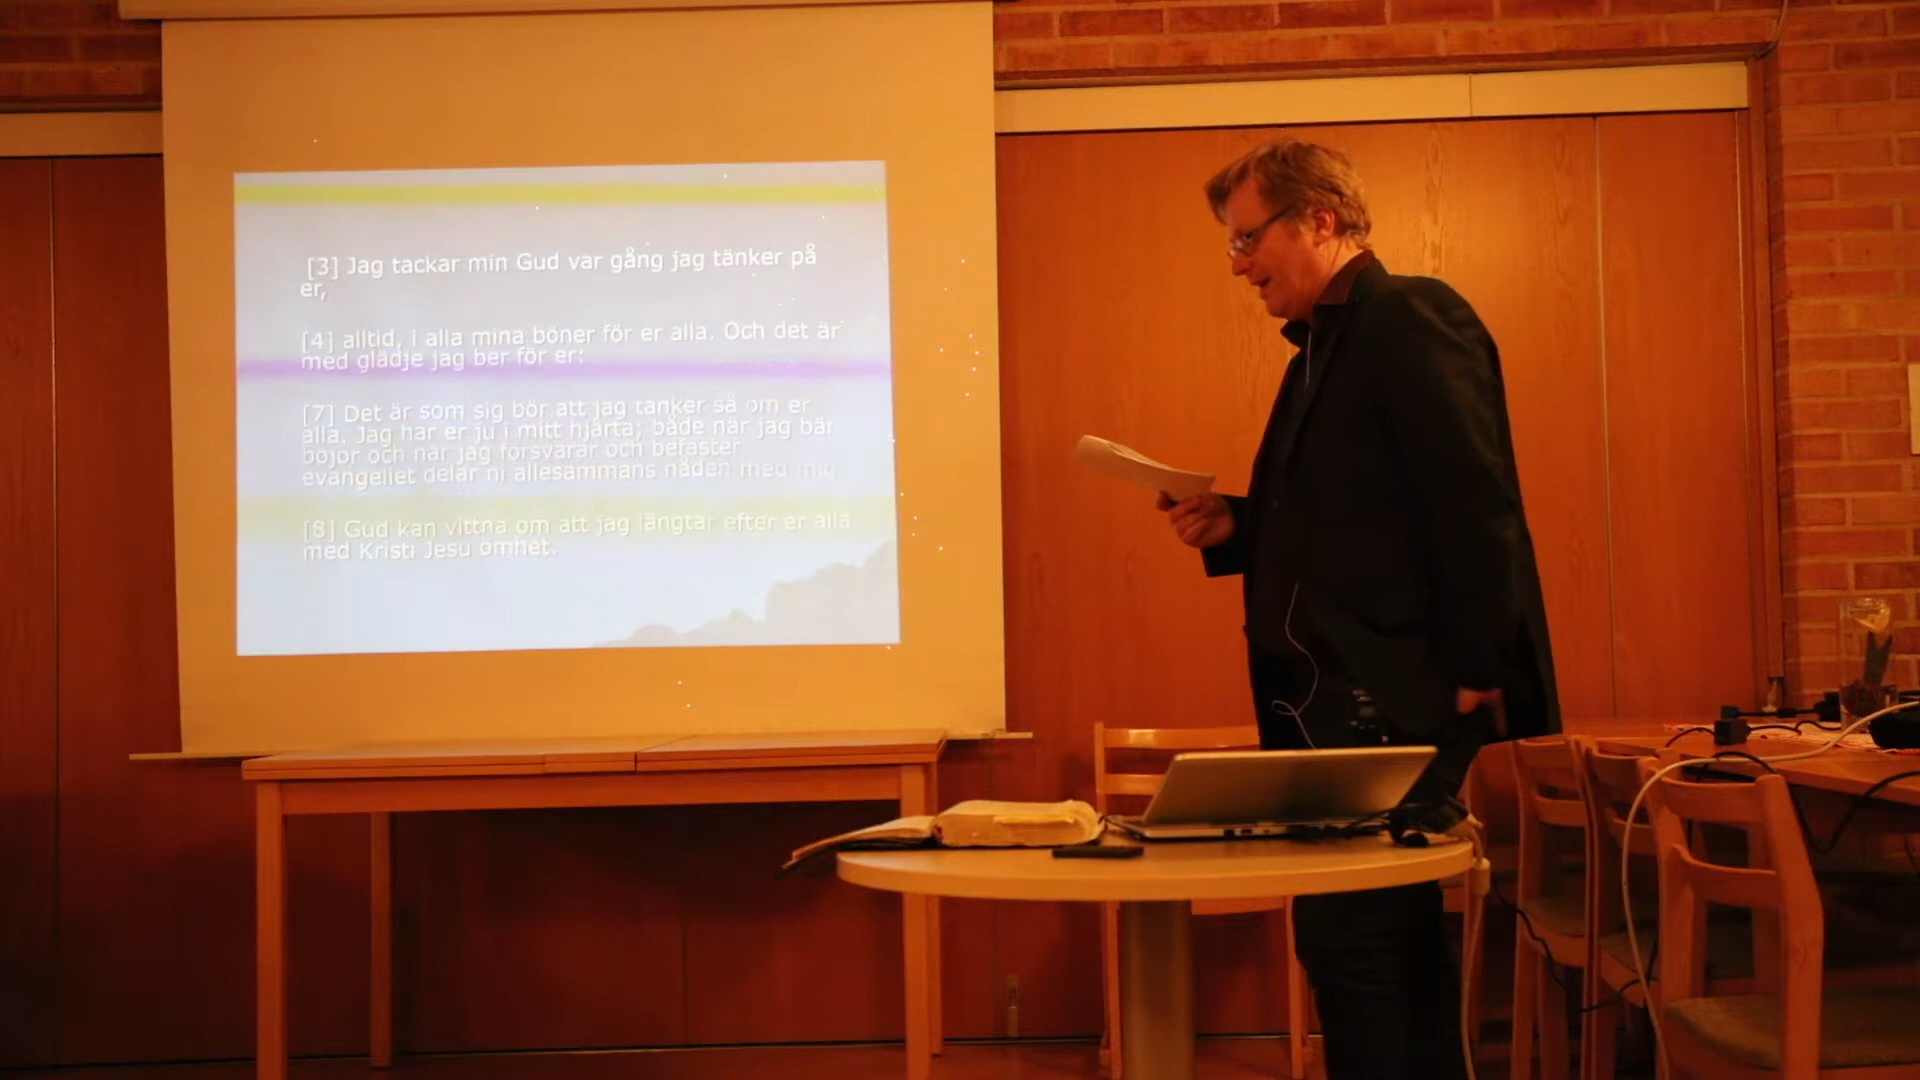 [3] Jag tackar min Gud var gång jag tänker på
er,
[4] alltid, i alla mina böner för er alla. Och det är
med glädje jag ber för er:
[7] Det är som sig bör att jag tänker så om er
alla. Jag har er ju i mitt hjärta; både när jag bär
bojor och när jag försvarar och befäster
evangeliet delar ni allesammans nåden med mig.
[8] Gud kan vittna om att jag längtar efter er alla
med Kristi Jesu ömhet.